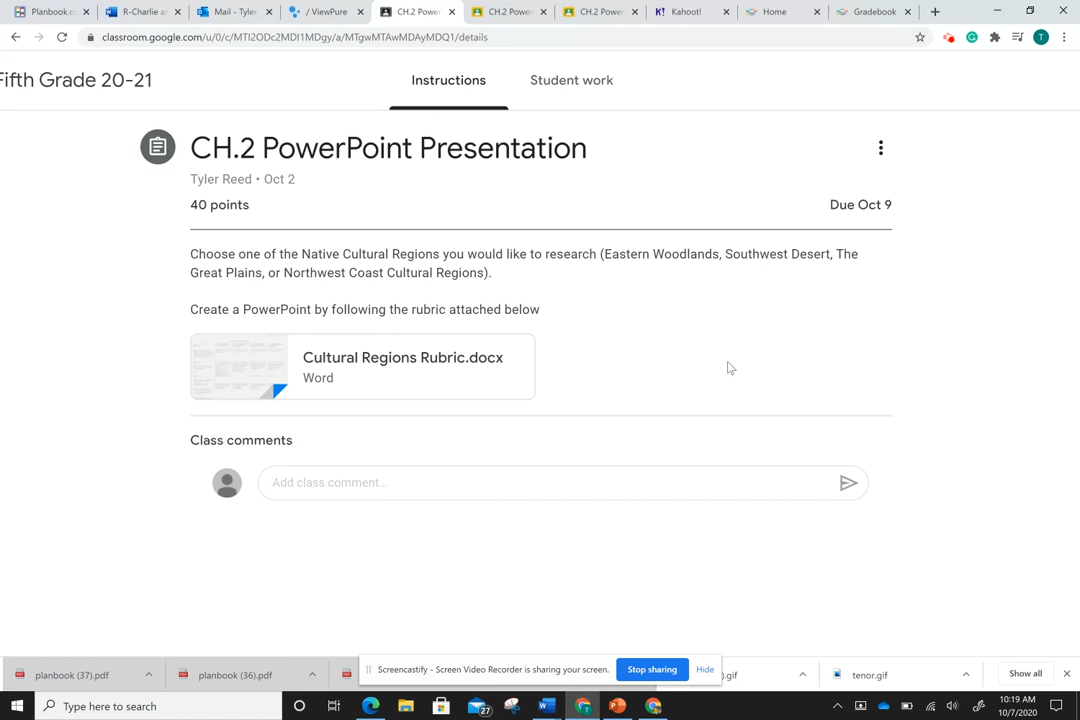 Planbook.c
R-Charlie a
Mail - Tyler
/ ViewPure
CH.2 Power
CH.2 Power
CH.2 Power
Kahoot!
Home
Gradebook
classroom.google.com/u/0/c/MTI2ODc2MDI1MDgy/a/MTgwMTAwMDAyMDQ1/details
T
Fifth Grade 20-21
Instructions
Student work
CH.2 PowerPoint Presentation
Tyler Reed • Oct 2
40 points
Due Oct 9
Choose one of the Native Cultural Regions you would like to research (Eastern Woodlands, Southwest Desert, The
Great Plains, or Northwest Coast Cultural Regions).
Create a PowerPoint by following the rubric attached below
Cultural Regions Rubric.docx
Word
Class comments
Add class comment...
planbook (37).pdf
planbook (36).pdf
Screencastify - Screen Video Recorder is sharing your screen.
Stop sharing
Hide
).gif
tenor.gif
Show all
Type here to search
27
10:19 AM
10/7/2020